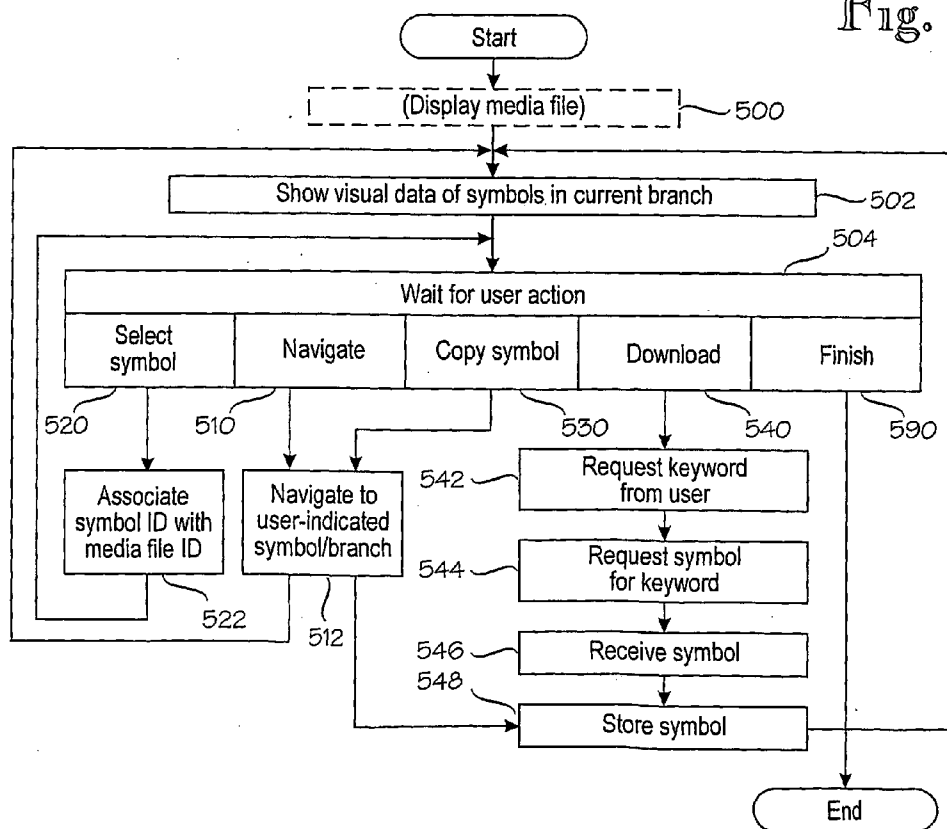 Fig.
Start
(Display media file)
500
Show visual data of symbols in current branch
502
504
Wait for user action
Select
symbol
Navigate
Copy symbol
Download
Finish
520
510
530
540
590
Associate
symbol ID with
media file ID
522
Navigate to
user-indicated
symbol/branch
512
542
Request keyword
from user
544
Request symbol
for keyword
546
Receive symbol
548
Store symbol
End